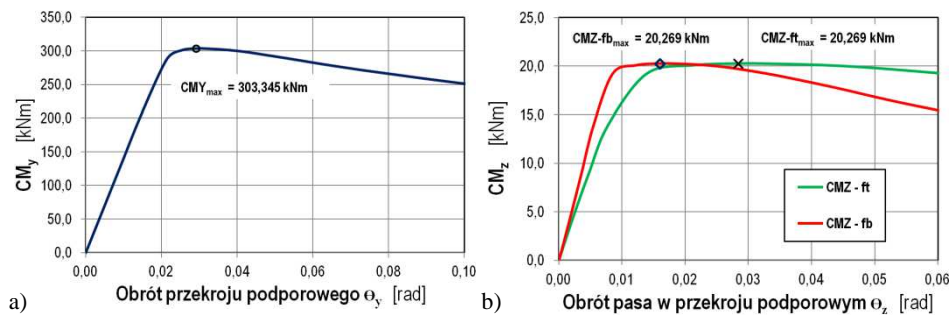 350,0
300,0
250,0
200,0
150,0
100,0
50,0
0,0
CMy [kNm]
CMYmax = 303,345 kNm
0,00 0,02 0,04 0,06 0,08 0,10
a) Obrót przekroju podporowego ϴy [rad]
25,0
20,0
15,0
10,0
5,0
0,0
CMz [kNm]
CMZ-fbmax = 20,269 kNm CMZ-ftmax = 20,269 kNm
CMZ - ft
CMZ - fb
0,00 0,01 0,02 0,03 0,04 0,05 0,06
b) Obrót pasa w przekroju podporowym ϴz [rad]